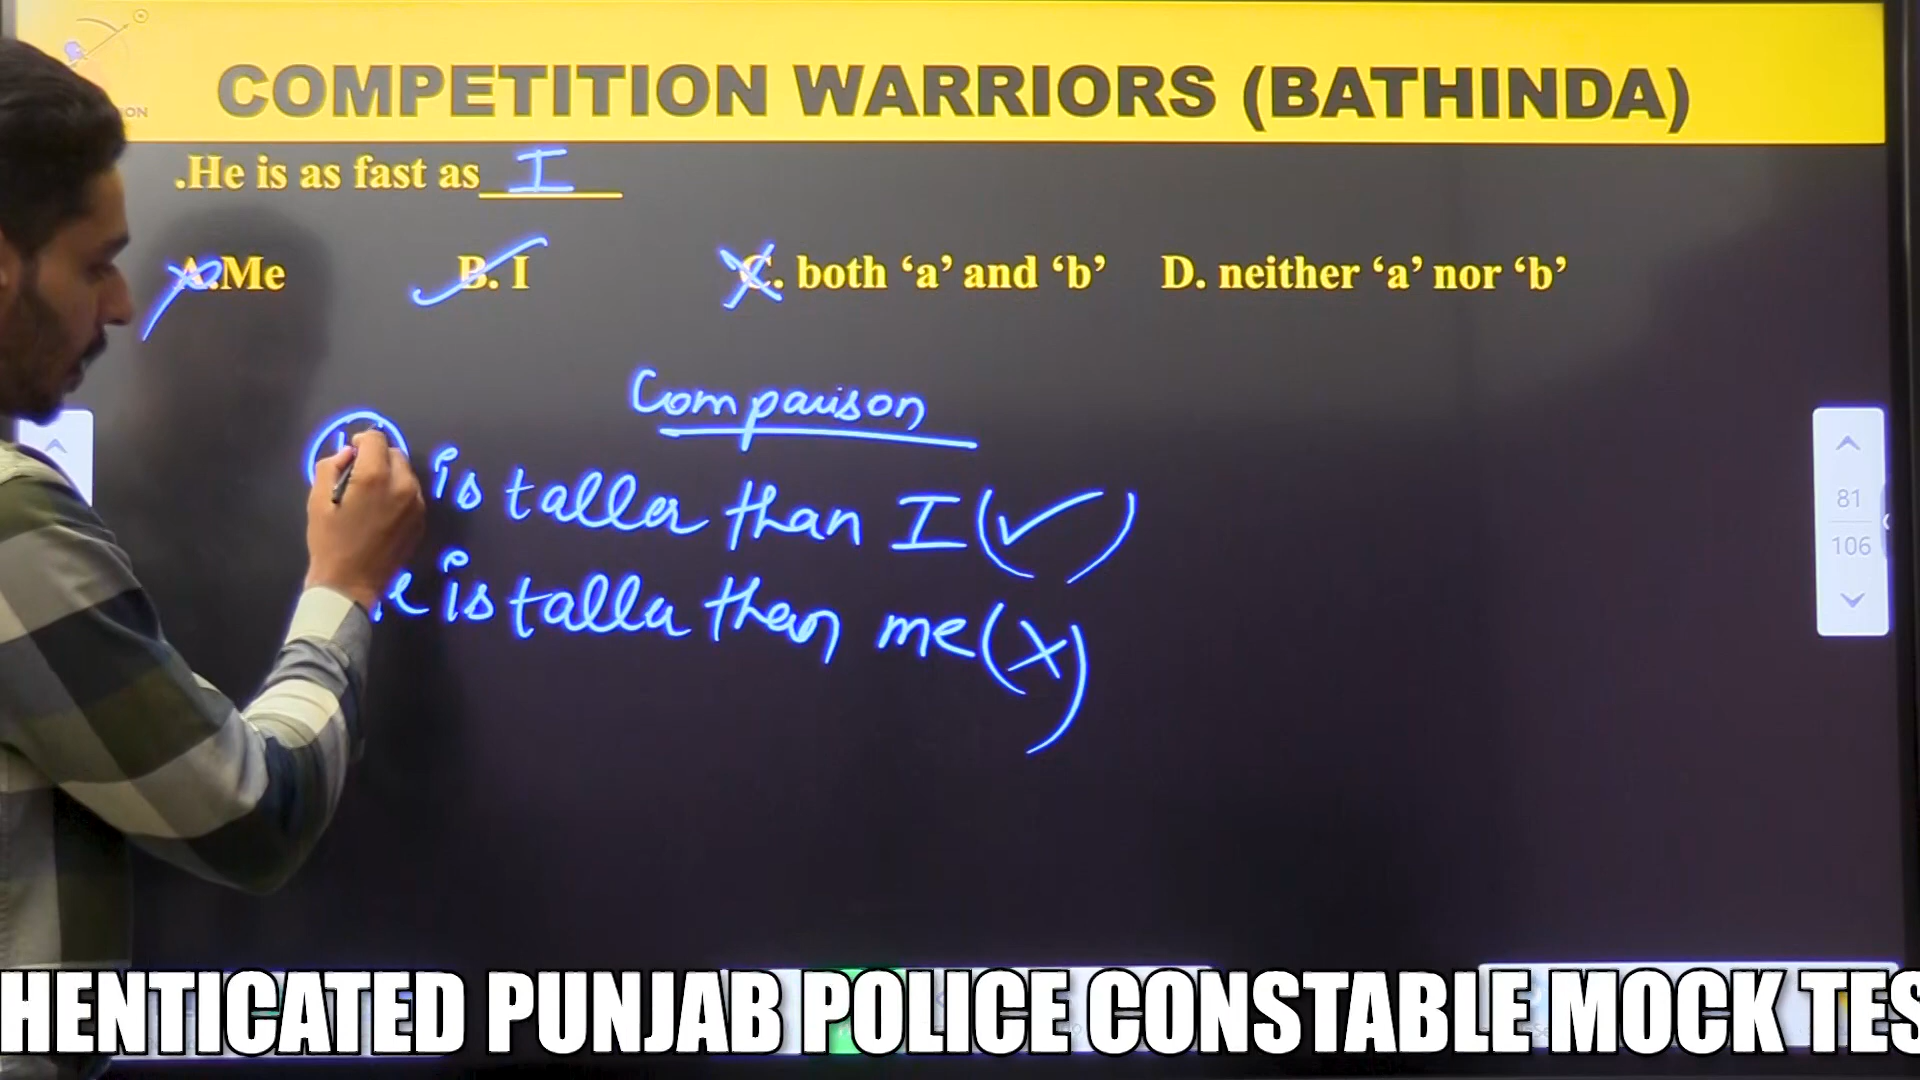 COMPETITION WARRIORS (BATHINDA)
ON
.He is as fast as I
A.Me B. I C. both ‘a’ and ‘b’ D. neither ‘a’ nor ‘b’
Comparison
is taller than I (✓)
is taller than me (X)
81
106
HENTICATED PUNJAB POLICE CONSTABLE MOCK TES